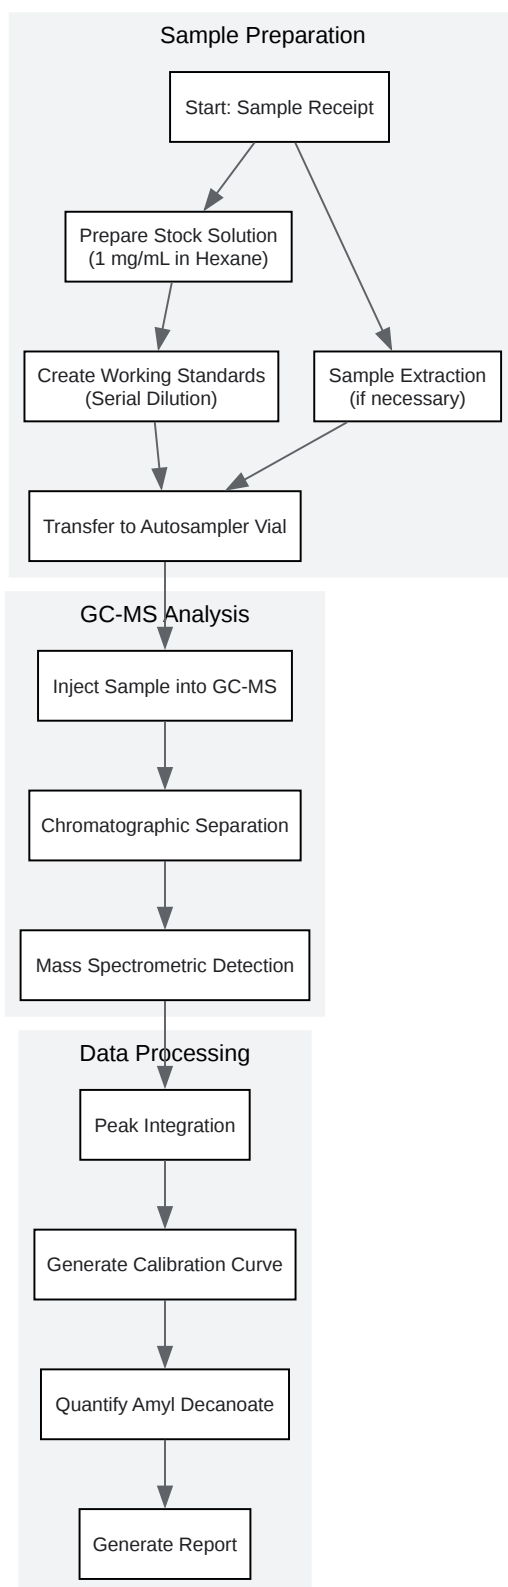 Sample Preparation
Start: Sample Receipt
Prepare Stock Solution
(1 mg/mL in Hexane)
Create Working Standards
(Serial Dilution)
Sample Extraction
(if necessary)
Transfer to Autosampler Vial
GC-MS Analysis
Inject Sample into GC-MS
Chromatographic Separation
Mass Spectrometric Detection
Data Processing
Peak Integration
Generate Calibration Curve
Quantify Amyl Decanoate
Generate Report